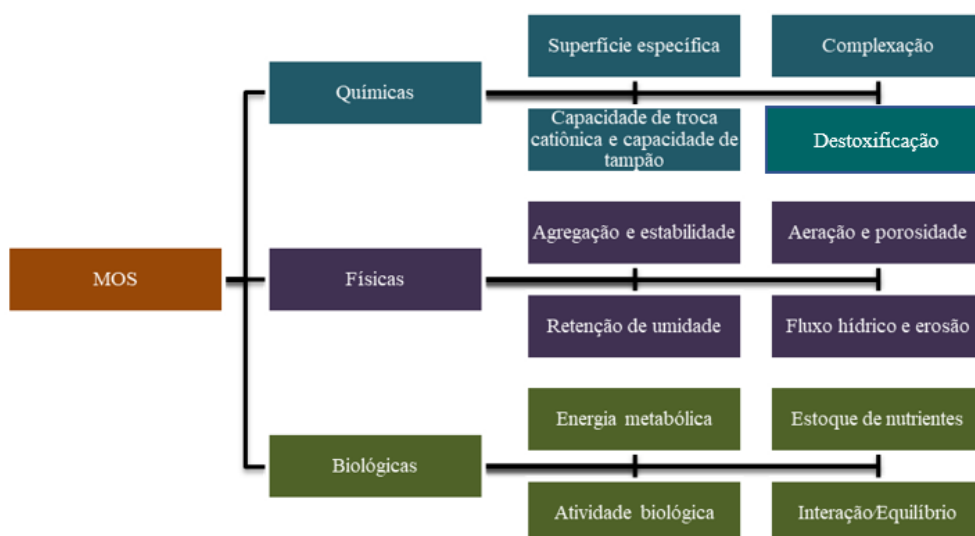 Superfície específica
Complexação
Químicas
Capacidade de troca
catiônica e capacidade de
tampão
Destoxificação
Agregação e estabilidade
Aeração e porosidade
MOS
Físicas
Retenção de umidade
Fluxo hídrico e erosão
Energia metabólica
Estoque de nutrientes
Biológicas
Atividade biológica
Interação/Equilíbrio